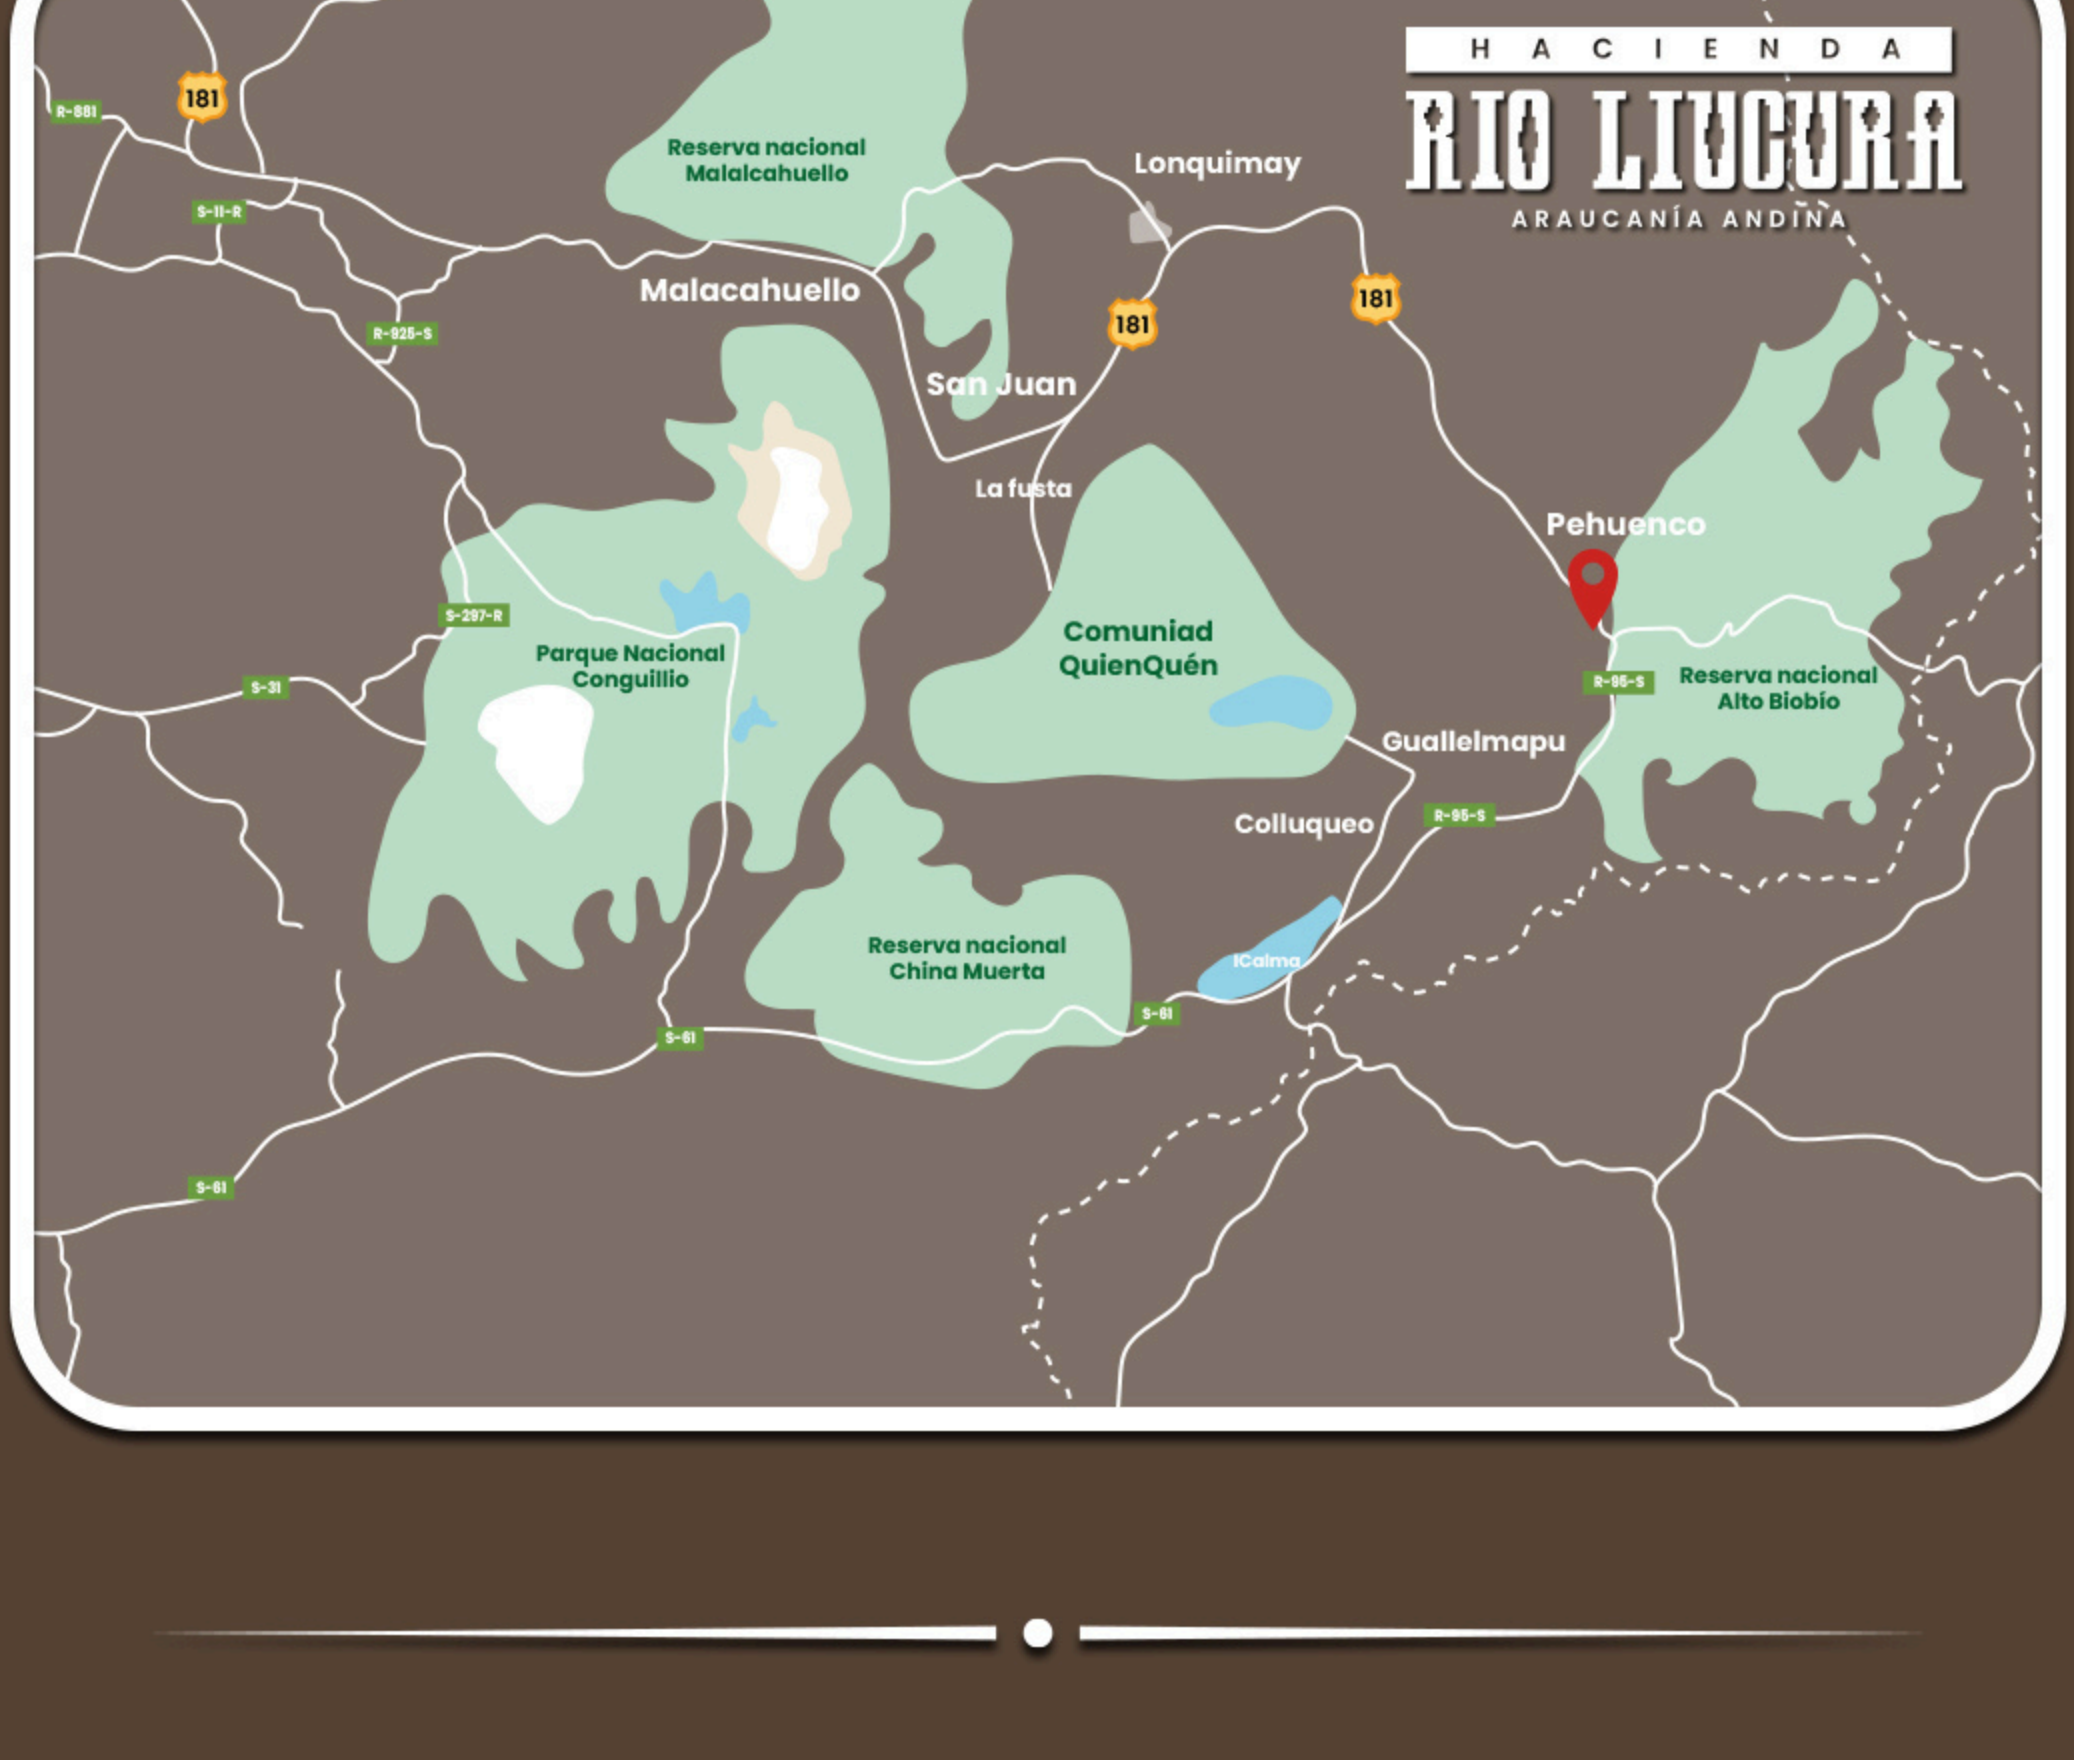 HACIENDA
RIO LIUCURA
ARAUCANÍA ANDINA
181
R-881
Reserva nacional
Malalcahuello
Lonquimay
S-11-R
Malacahuello
181
181
R-925-S
San Juan
La fusta
Pehuenco
S-297-R
Comuniad
QuienQuén
Parque Nacional
Conguillio
S-31
R-95-S
Reserva nacional
Alto Biobío
Guallelmapu
R-95-S
Colluqueo
Reserva nacional
China Muerta
ICalma
S-61
S-61
S-61